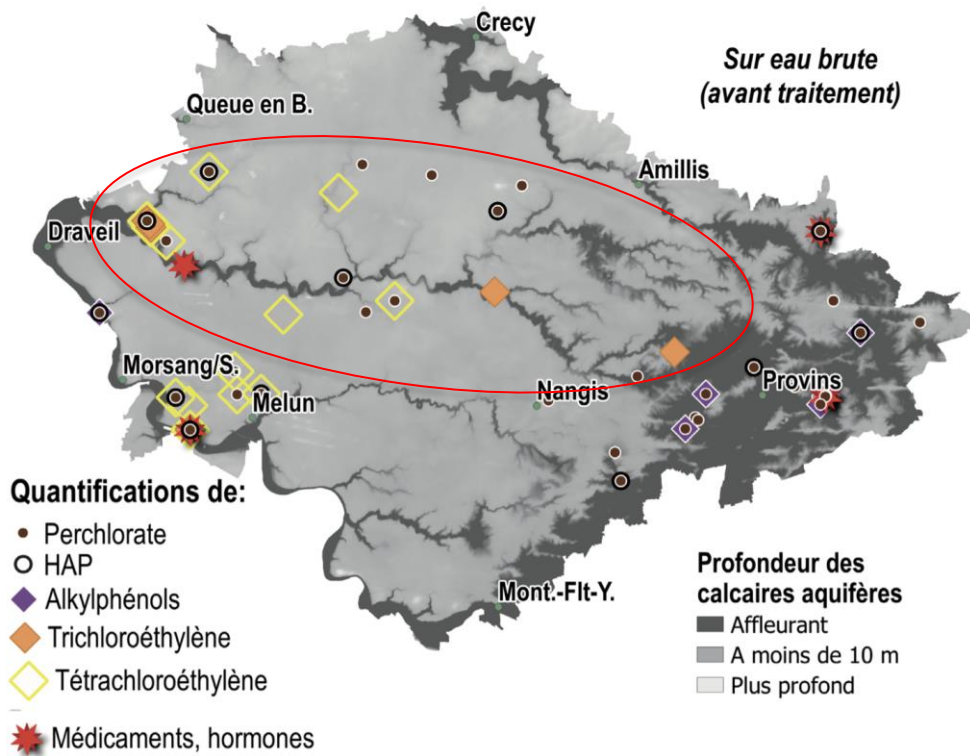 Crecy
Sur eau brute
(avant traitement)
Queue en B.
Amillis
Draveil
Morsang/S.
Provins
Nangis
Melun
Quantifications de:
Perchlorate
HAP
Alkylphénols
Trichloroéthylène
Tétrachloroéthylène
Médicaments, hormones
Mont.-Flt-Y.
Profondeur des
calcaires aquifères
Affleurant
A moins de 10 m
Plus profond